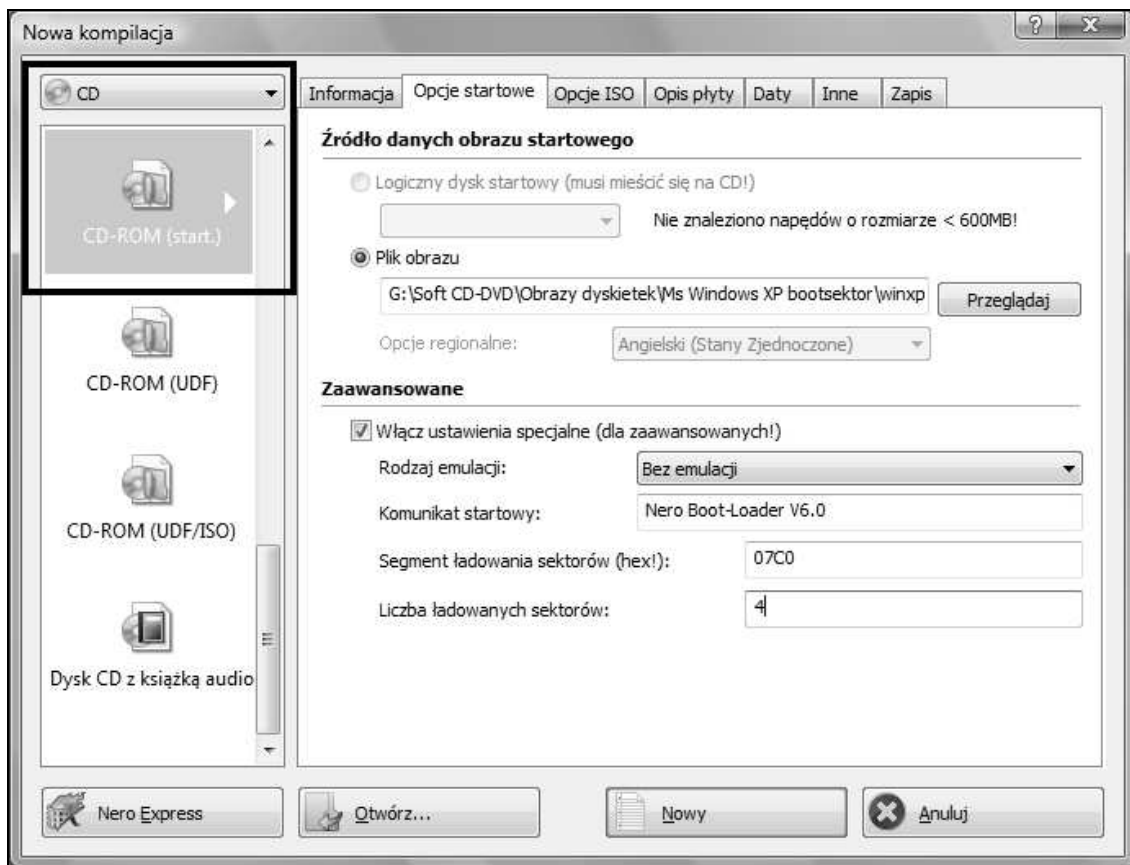 Nowa kompilacja
CD
CD-ROM (start.)
CD-ROM (UDF)
CD-ROM (UDF/ISO)
Dysk CD z książką audio
Informacja
Opcje startowe
Opcje ISO
Opis płyty
Daty
Inne
Zapis
Źródło danych obrazu startowego
Logiczny dysk startowy (musi mieścić się na CD!)
Nie znaleziono napędów o rozmiarze < 600MB!
Plik obrazu
G:\Soft CD-DVD\Obrazy dyskietek\Ms Windows XP bootsektor\winxp
Przeglądaj
Opcje regionalne:
Angielski (Stany Zjednoczone)
Zaawansowane
Włącz ustawienia specjalne (dla zaawansowanych!)
Rodzaj emulacji:
Bez emulacji
Komunikat startowy:
Nero Boot-Loader V6.0
Segment ładowania sektorów (hex!):
07C0
Liczba ładowanych sektorów:
4
Nero Express
Otwórz...
Nowy
Anuluj